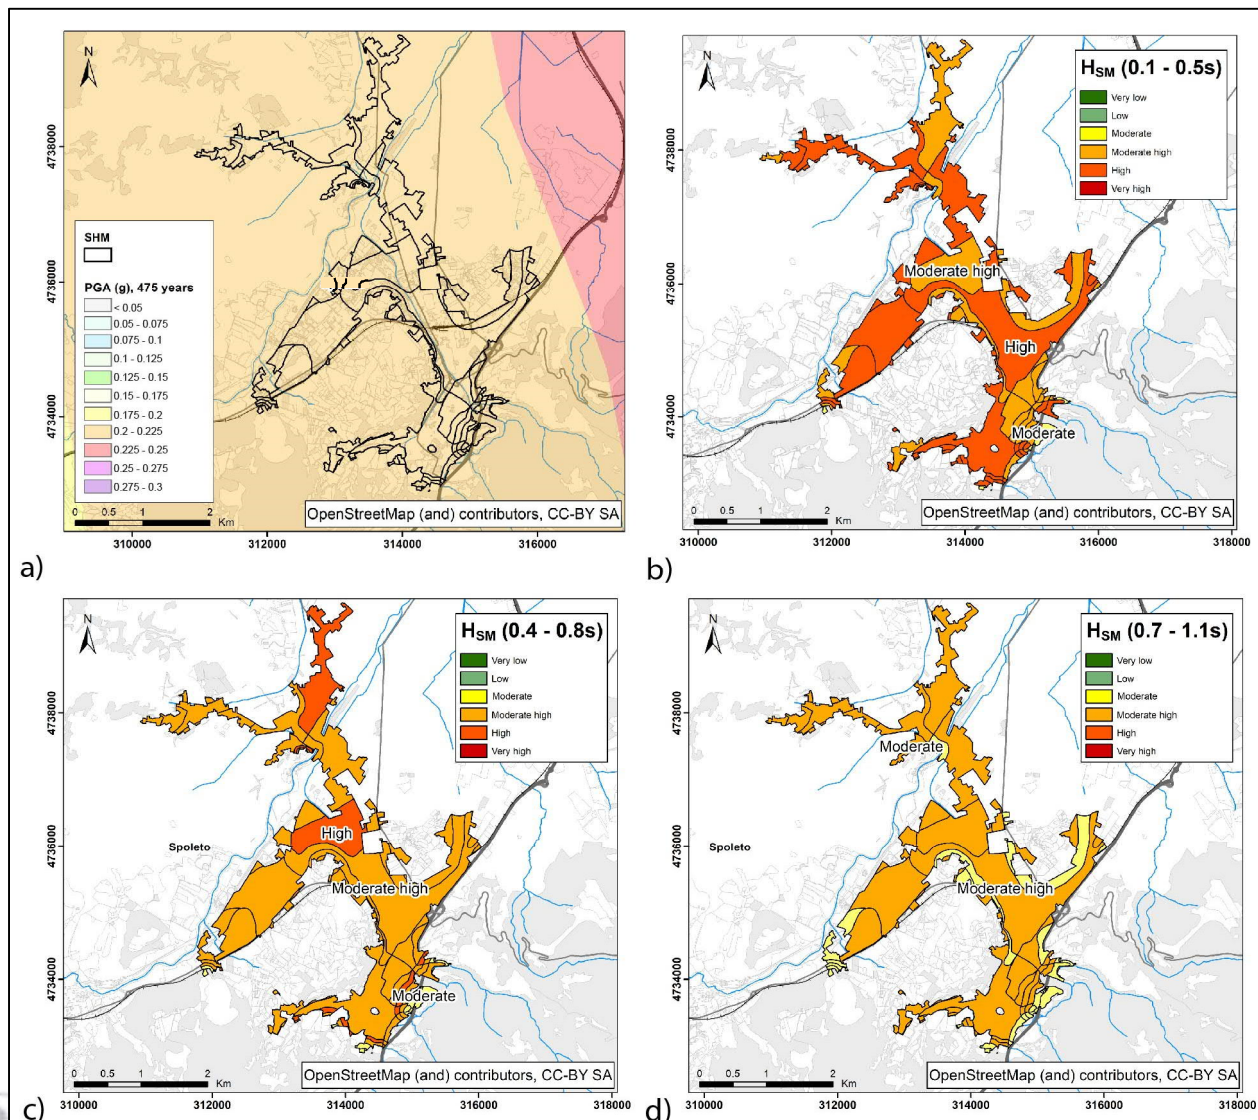 N
4738000
4736000
4734000
SHM
PGA (g), 475 years
< 0.05
0.05 - 0.075
0.075 - 0.1
0.1 - 0.125
0.125 - 0.15
0.15 - 0.175
0.175 - 0.2
0.2 - 0.225
0.225 - 0.25
0.25 - 0.275
0.275 - 0.3
0 0.5 1 2
Km
OpenStreetMap (and) contributors, CC-BY SA
310000 312000 314000 316000
a)
N
HSM (0.1 - 0.5s)
Very low
Low
Moderate
Moderate high
High
Very high
4738000
4736000
4734000
Moderate high
High
Moderate
0 0.5 1 2
Km
OpenStreetMap (and) contributors, CC-BY SA
310000 312000 314000 316000 318000
b)
N
HSM (0.4 - 0.8s)
Very low
Low
Moderate
Moderate high
High
Very high
4738000
4736000
4734000
High
Spoleto
Moderate high
Moderate
0 0.5 1 2
Km
OpenStreetMap (and) contributors, CC-BY SA
310000 312000 314000 316000 318000
c)
N
HSM (0.7 - 1.1s)
Very low
Low
Moderate
Moderate high
High
Very high
4738000
4736000
4734000
Moderate
Spoleto
Moderate high
0 0.5 1 2
Km
OpenStreetMap (and) contributors, CC-BY SA
310000 312000 314000 316000 318000
d)